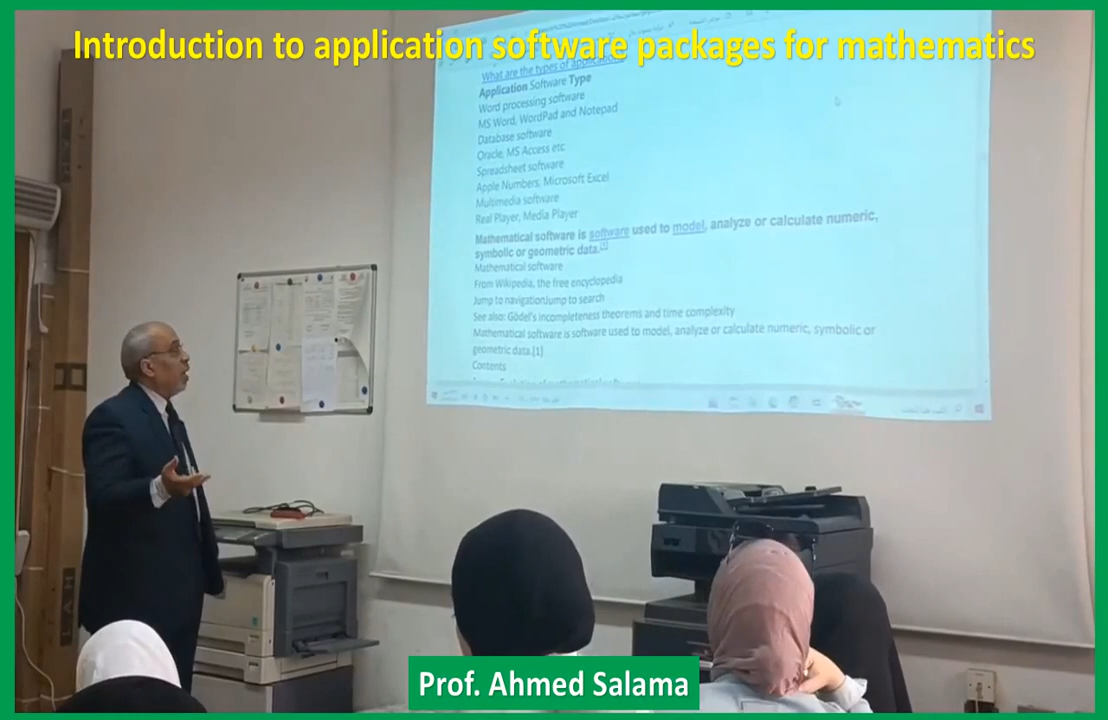 Introduction to application software packages for mathematics
What are the types of application
Application Software Type
Word processing software
MS Word, WordPad and Notepad
Database software
Oracle, MS Access etc
Spreadsheet software
Apple Numbers, Microsoft Excel
Multimedia software
Real Player, Media Player
Mathematical software is software used to model, analyze or calculate numeric,
symbolic or geometric data.[1]
Mathematical software
From Wikipedia, the free encyclopedia
Jump to navigationJump to search
See also: Gödel's incompleteness theorems and time complexity
Mathematical software is software used to model, analyze or calculate numeric, symbolic or
geometric data.[1]
Contents
Prof. Ahmed Salama